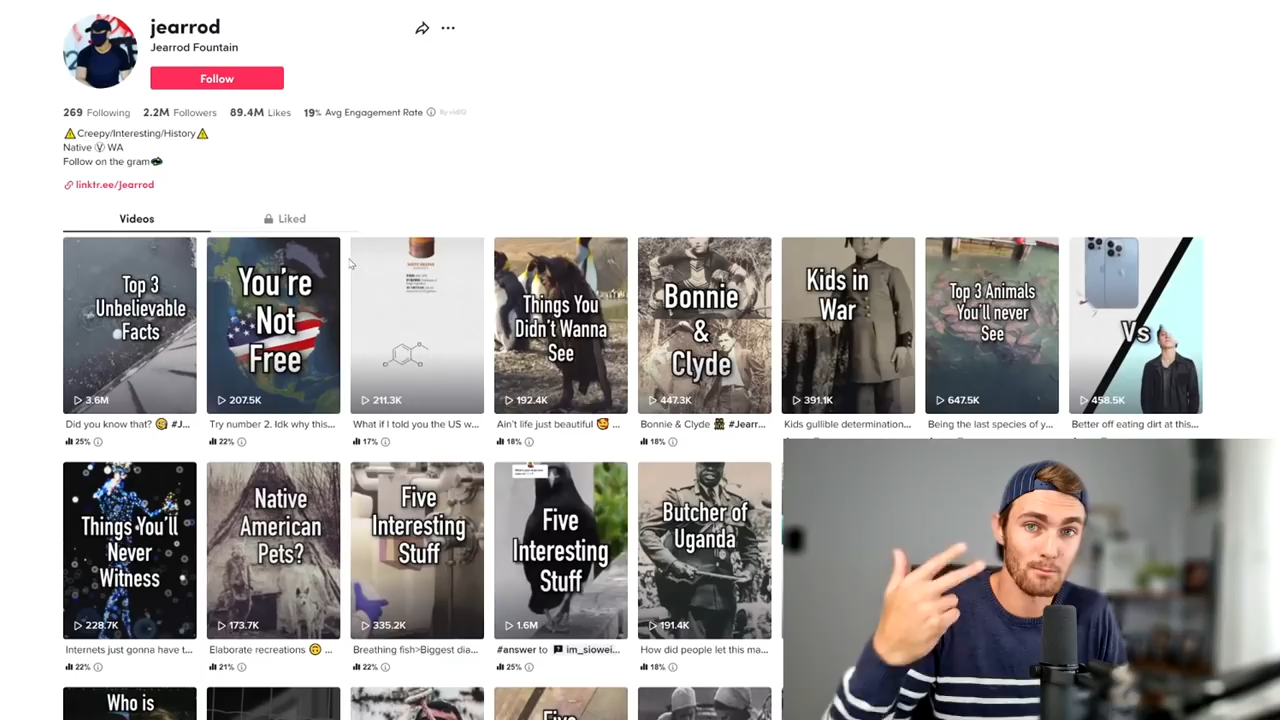 jearrod
Jearrod Fountain
Follow
269 Following 2.2M Followers 89.4M Likes 19% Avg Engagement Rate By vidIQ
⚠Creepy/Interesting/History⚠
Native Ⓥ WA
Follow on the gram
linktr.ee/Jearrod
Videos
Liked
Top 3
Unbelievable
Facts
3.6M
You're
Not
Free
207.5K
211.3K
Things You
Didn't Wanna
See
192.4K
Bonnie
&
Clyde
447.3K
Kids in
War
391.1K
Top 3 Animals
You'll never
See
647.5K
Vs
458.5K
Did you know that? 😉 #J...
Try number 2. Idk why this...
What if I told you the US w...
Ain't life just beautiful 🥰 ...
Bonnie & Clyde #Jearr...
Kids gullible determination...
Being the last species of y...
Better off eating dirt at this...
25%
22%
17%
18%
18%
Things You'll
Never
Witness
228.7K
Native
American
Pets?
173.7K
Five
Interesting
Stuff
335.2K
Five
Interesting
Stuff
1.6M
Butcher of
Uganda
191.4K
Internets just gonna have t...
Elaborate recreations 🙃 ...
Breathing fish>Biggest dia...
#answer to im_siowei...
How did people let this ma...
22%
21%
22%
25%
18%
Who is
Five